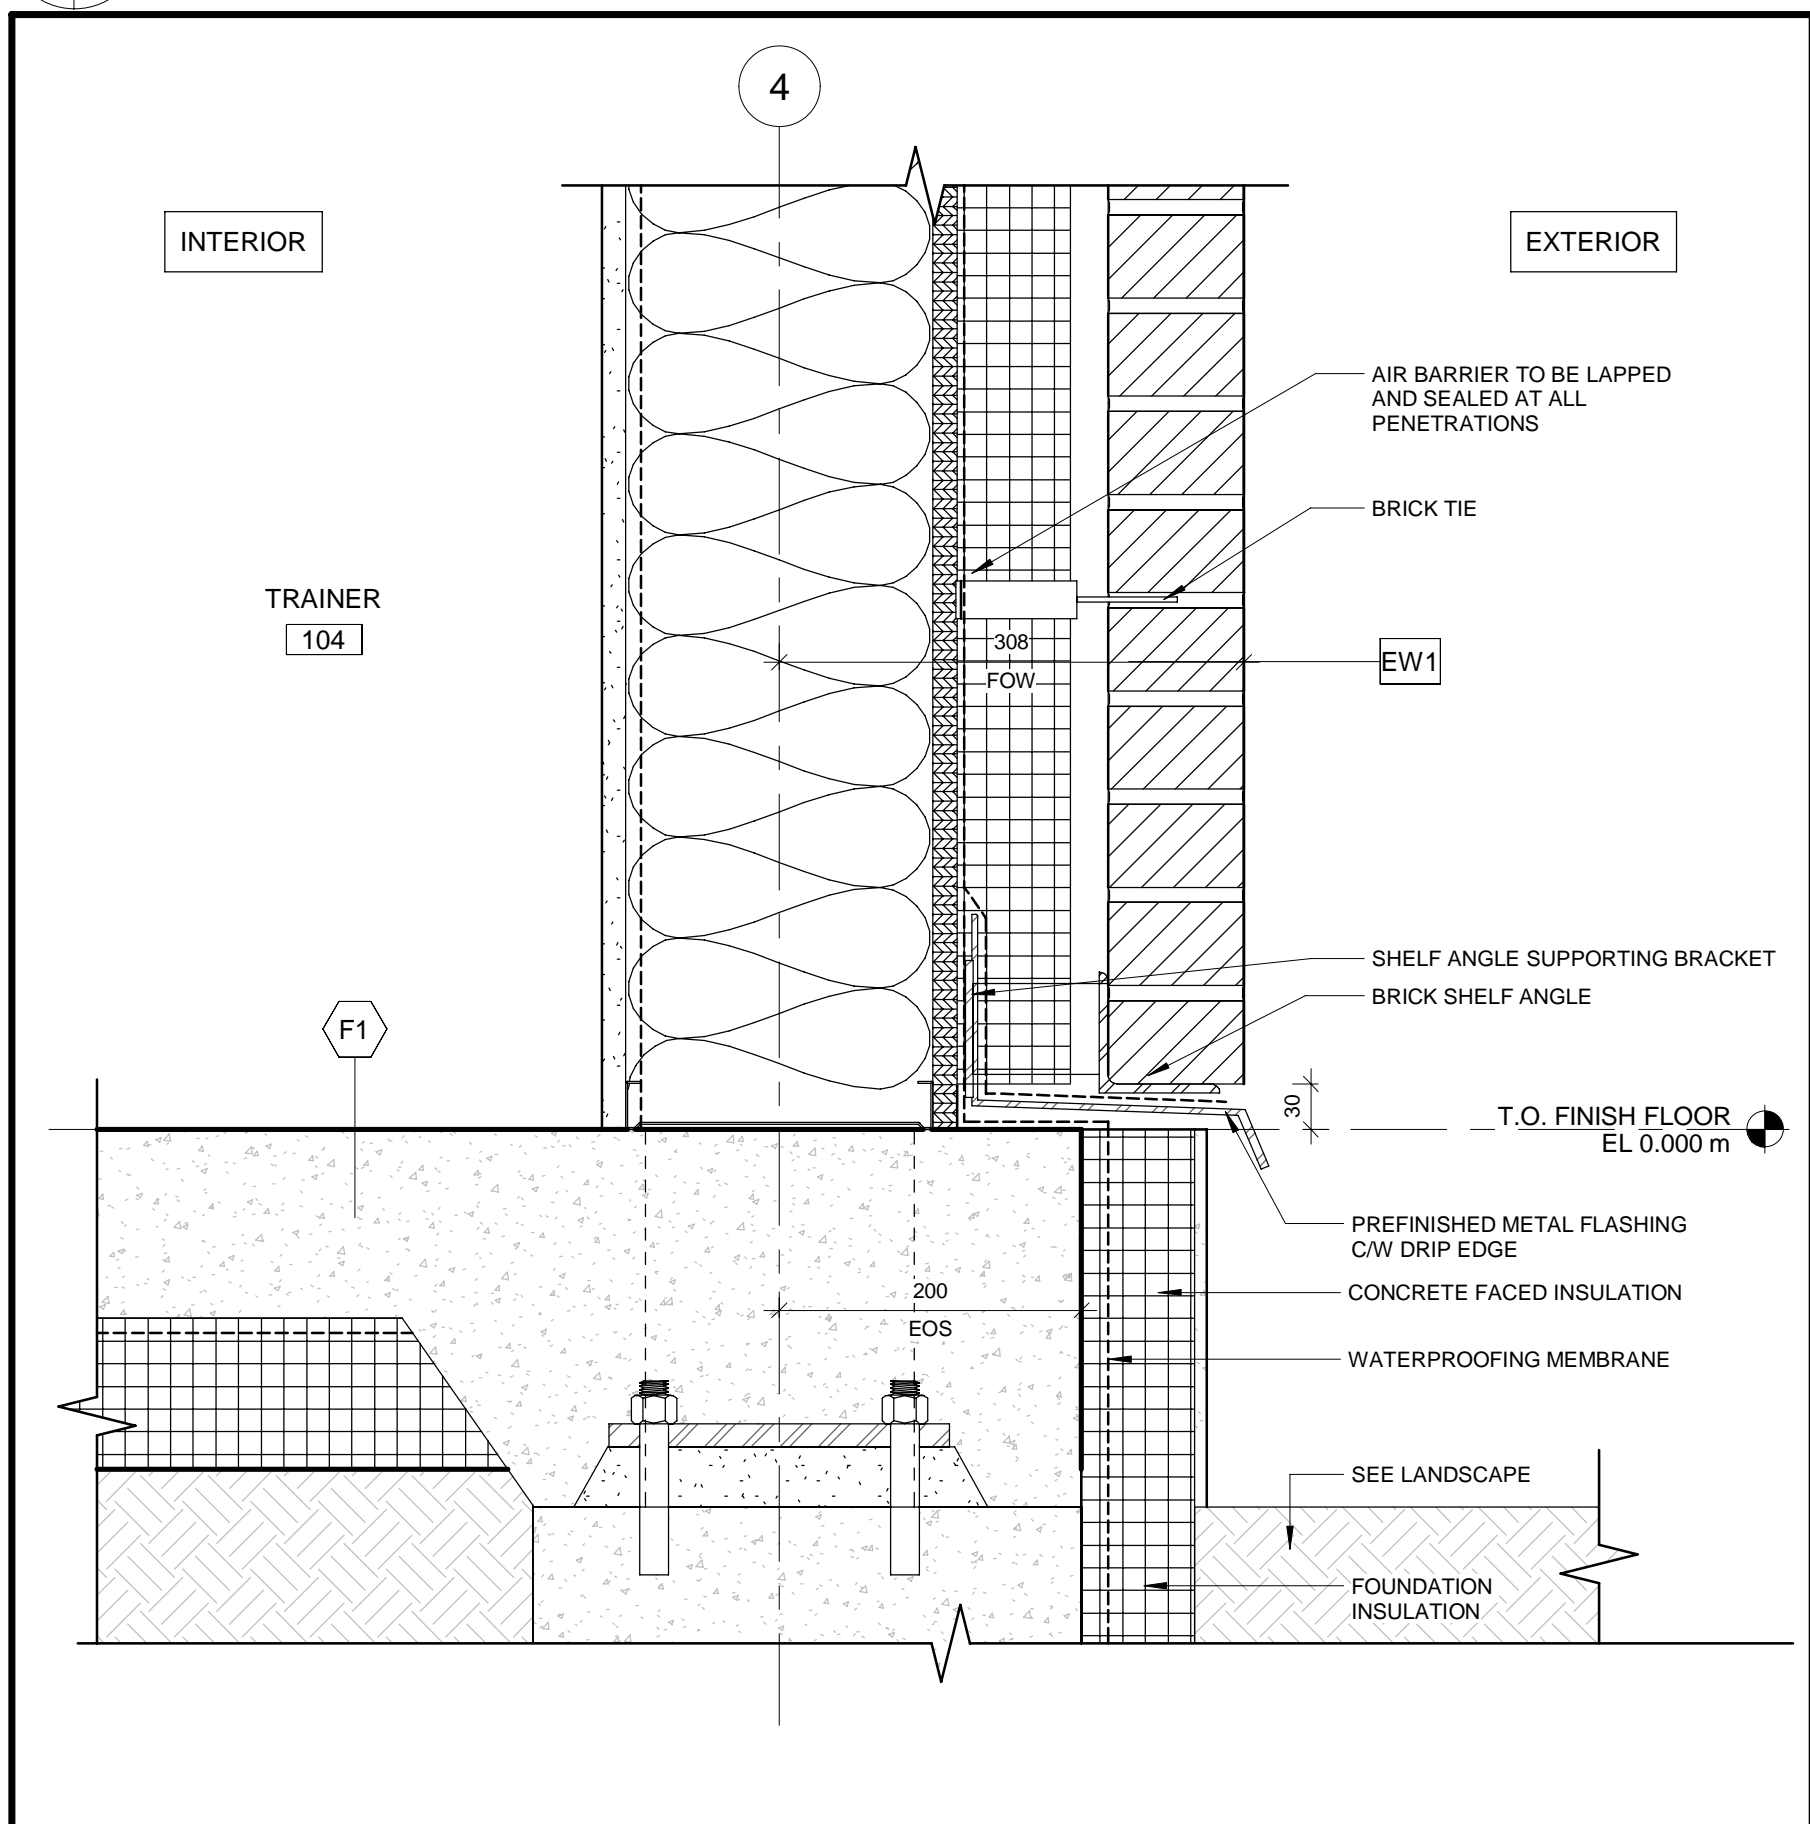 4
INTERIOR
EXTERIOR
AIR BARRIER TO BE LAPPED
AND SEALED AT ALL
PENETRATIONS
BRICK TIE
TRAINER
104
308
FOW
EW1
SHELF ANGLE SUPPORTING BRACKET
BRICK SHELF ANGLE
F1
30
T.O. FINISH FLOOR
EL 0.000 m
PREFINISHED METAL FLASHING
C/W DRIP EDGE
CONCRETE FACED INSULATION
200
EOS
WATERPROOFING MEMBRANE
SEE LANDSCAPE
FOUNDATION
INSULATION